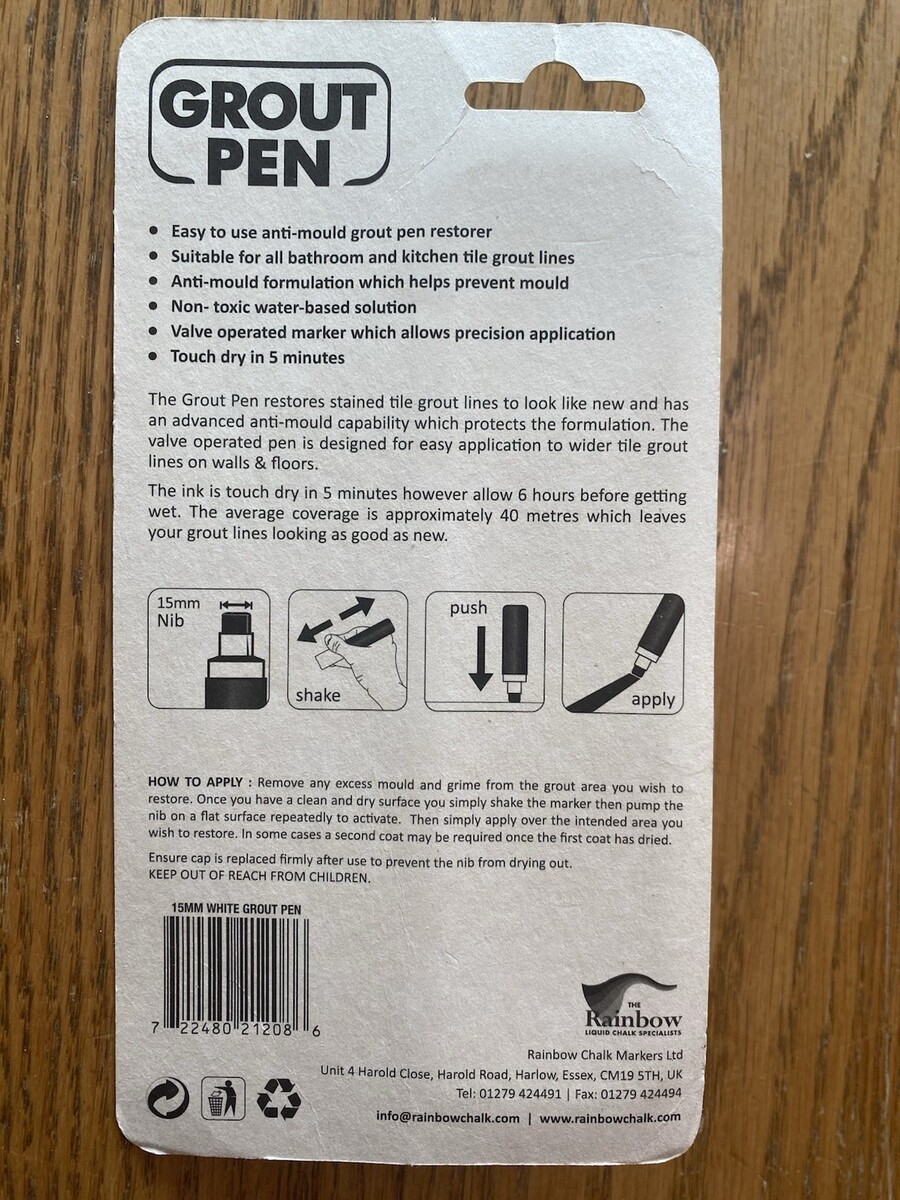 GROUT
PEN
• Easy to use anti-mould grout pen restorer
• Suitable for all bathroom and kitchen tile grout lines
• Anti-mould formulation which helps prevent mould
• Non- toxic water-based solution
• Valve operated marker which allows precision application
• Touch dry in 5 minutes
The Grout Pen restores stained tile grout lines to look like new and has
an advanced anti-mould capability which protects the formulation. The
valve operated pen is designed for easy application to wider tile grout
lines on walls & floors.
The ink is touch dry in 5 minutes however allow 6 hours before getting
wet. The average coverage is approximately 40 metres which leaves
your grout lines looking as good as new.
15mm
Nib
shake
push
apply
HOW TO APPLY : Remove any excess mould and grime from the grout area you wish to
restore. Once you have a clean and dry surface you simply shake the marker then pump the
nib on a flat surface repeatedly to activate. Then simply apply over the intended area you
wish to restore. In some cases a second coat may be required once the first coat has dried.
Ensure cap is replaced firmly after use to prevent the nib from drying out.
KEEP OUT OF REACH FROM CHILDREN.
15MM WHITE GROUT PEN
7 22480 21208 6
THE
Rainbow
LIQUID CHALK SPECIALISTS
Rainbow Chalk Markers Ltd
Unit 4 Harold Close, Harold Road, Harlow, Essex, CM19 5TH, UK
Tel: 01279 424491 | Fax: 01279 424494
info@rainbowchalk.com | www.rainbowchalk.com